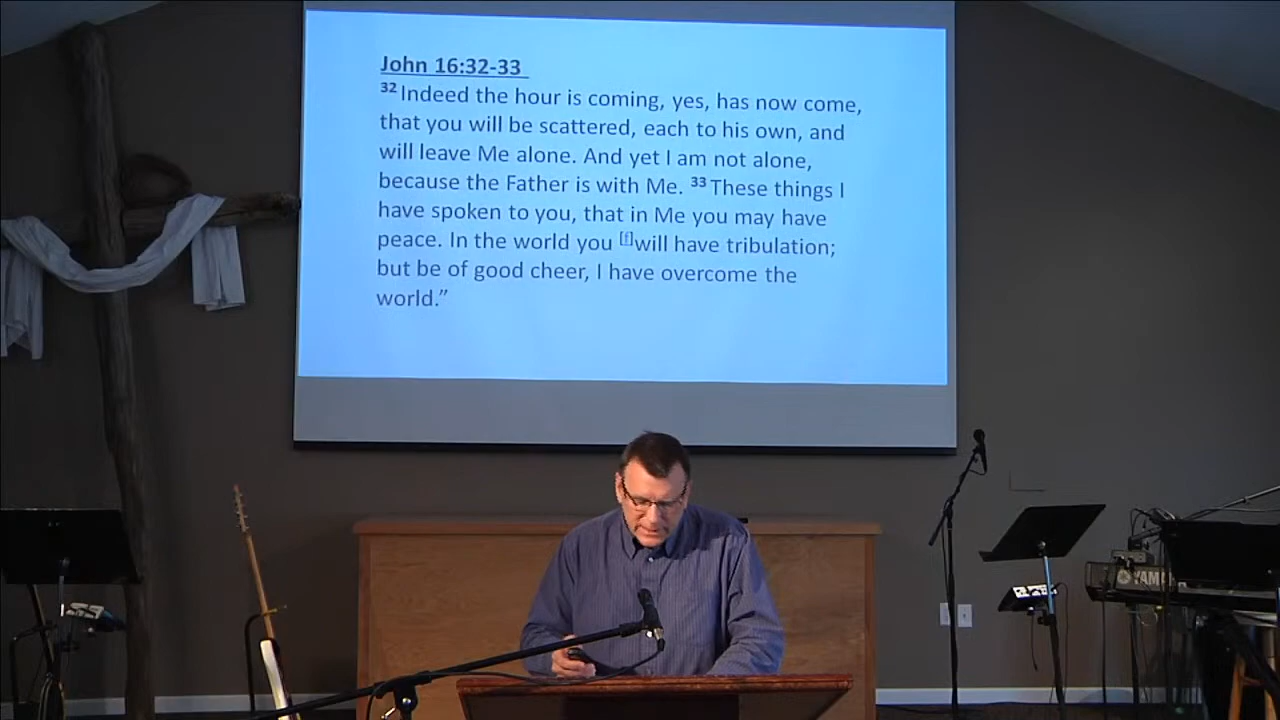 John 16:32-33
32 Indeed the hour is coming, yes, has now come,
that you will be scattered, each to his own, and
will leave Me alone. And yet I am not alone,
because the Father is with Me. 33 These things I
have spoken to you, that in Me you may have
peace. In the world you [f]will have tribulation;
but be of good cheer, I have overcome the
world.”